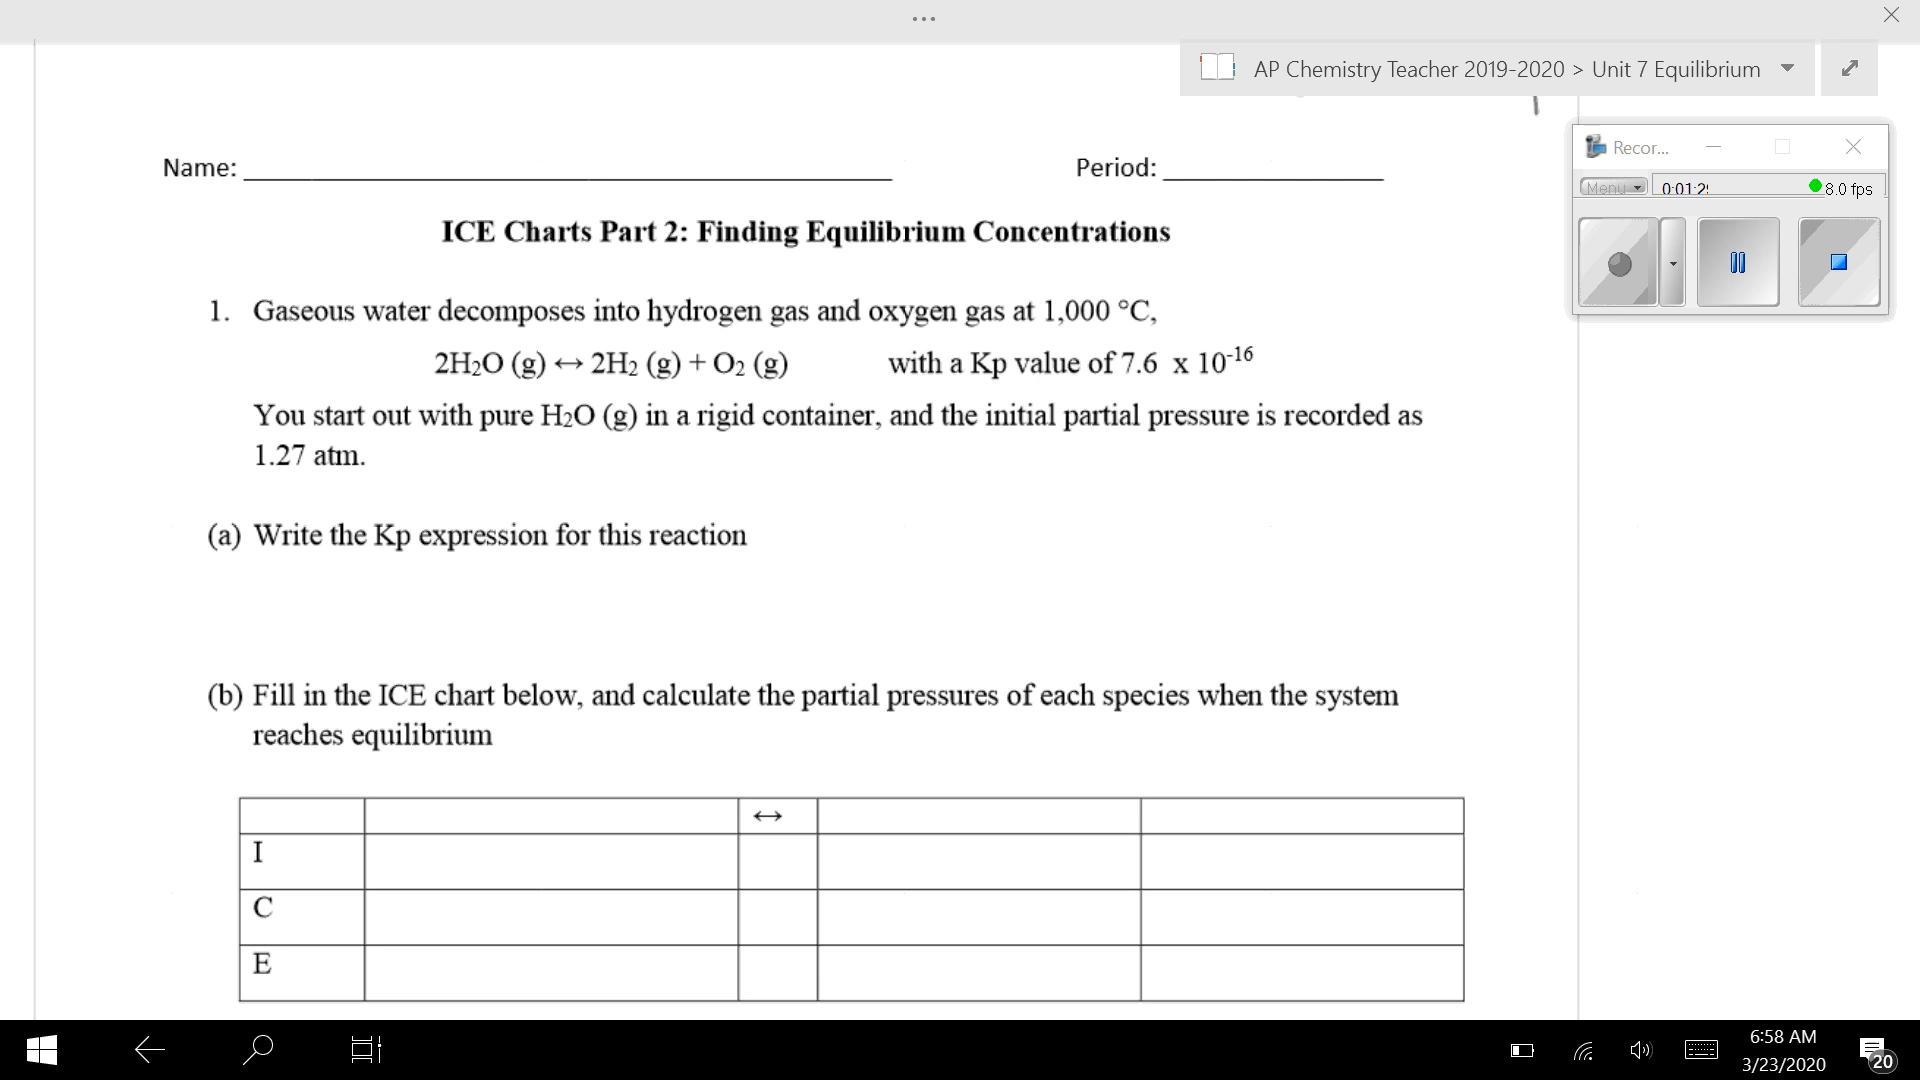 ...
AP Chemistry Teacher 2019-2020 > Unit 7 Equilibrium
Recor...
Menu
8.0 fps
Name: Period:
ICE Charts Part 2: Finding Equilibrium Concentrations
1. Gaseous water decomposes into hydrogen gas and oxygen gas at 1,000 °C,
2H₂O (g) ↔ 2H₂ (g) + O₂ (g) with a Kp value of 7.6 x 10⁻¹⁶
You start out with pure H₂O (g) in a rigid container, and the initial partial pressure is recorded as
1.27 atm.
(a) Write the Kp expression for this reaction
(b) Fill in the ICE chart below, and calculate the partial pressures of each species when the system
reaches equilibrium
↔
I
C
E
6:58 AM
3/23/2020
20